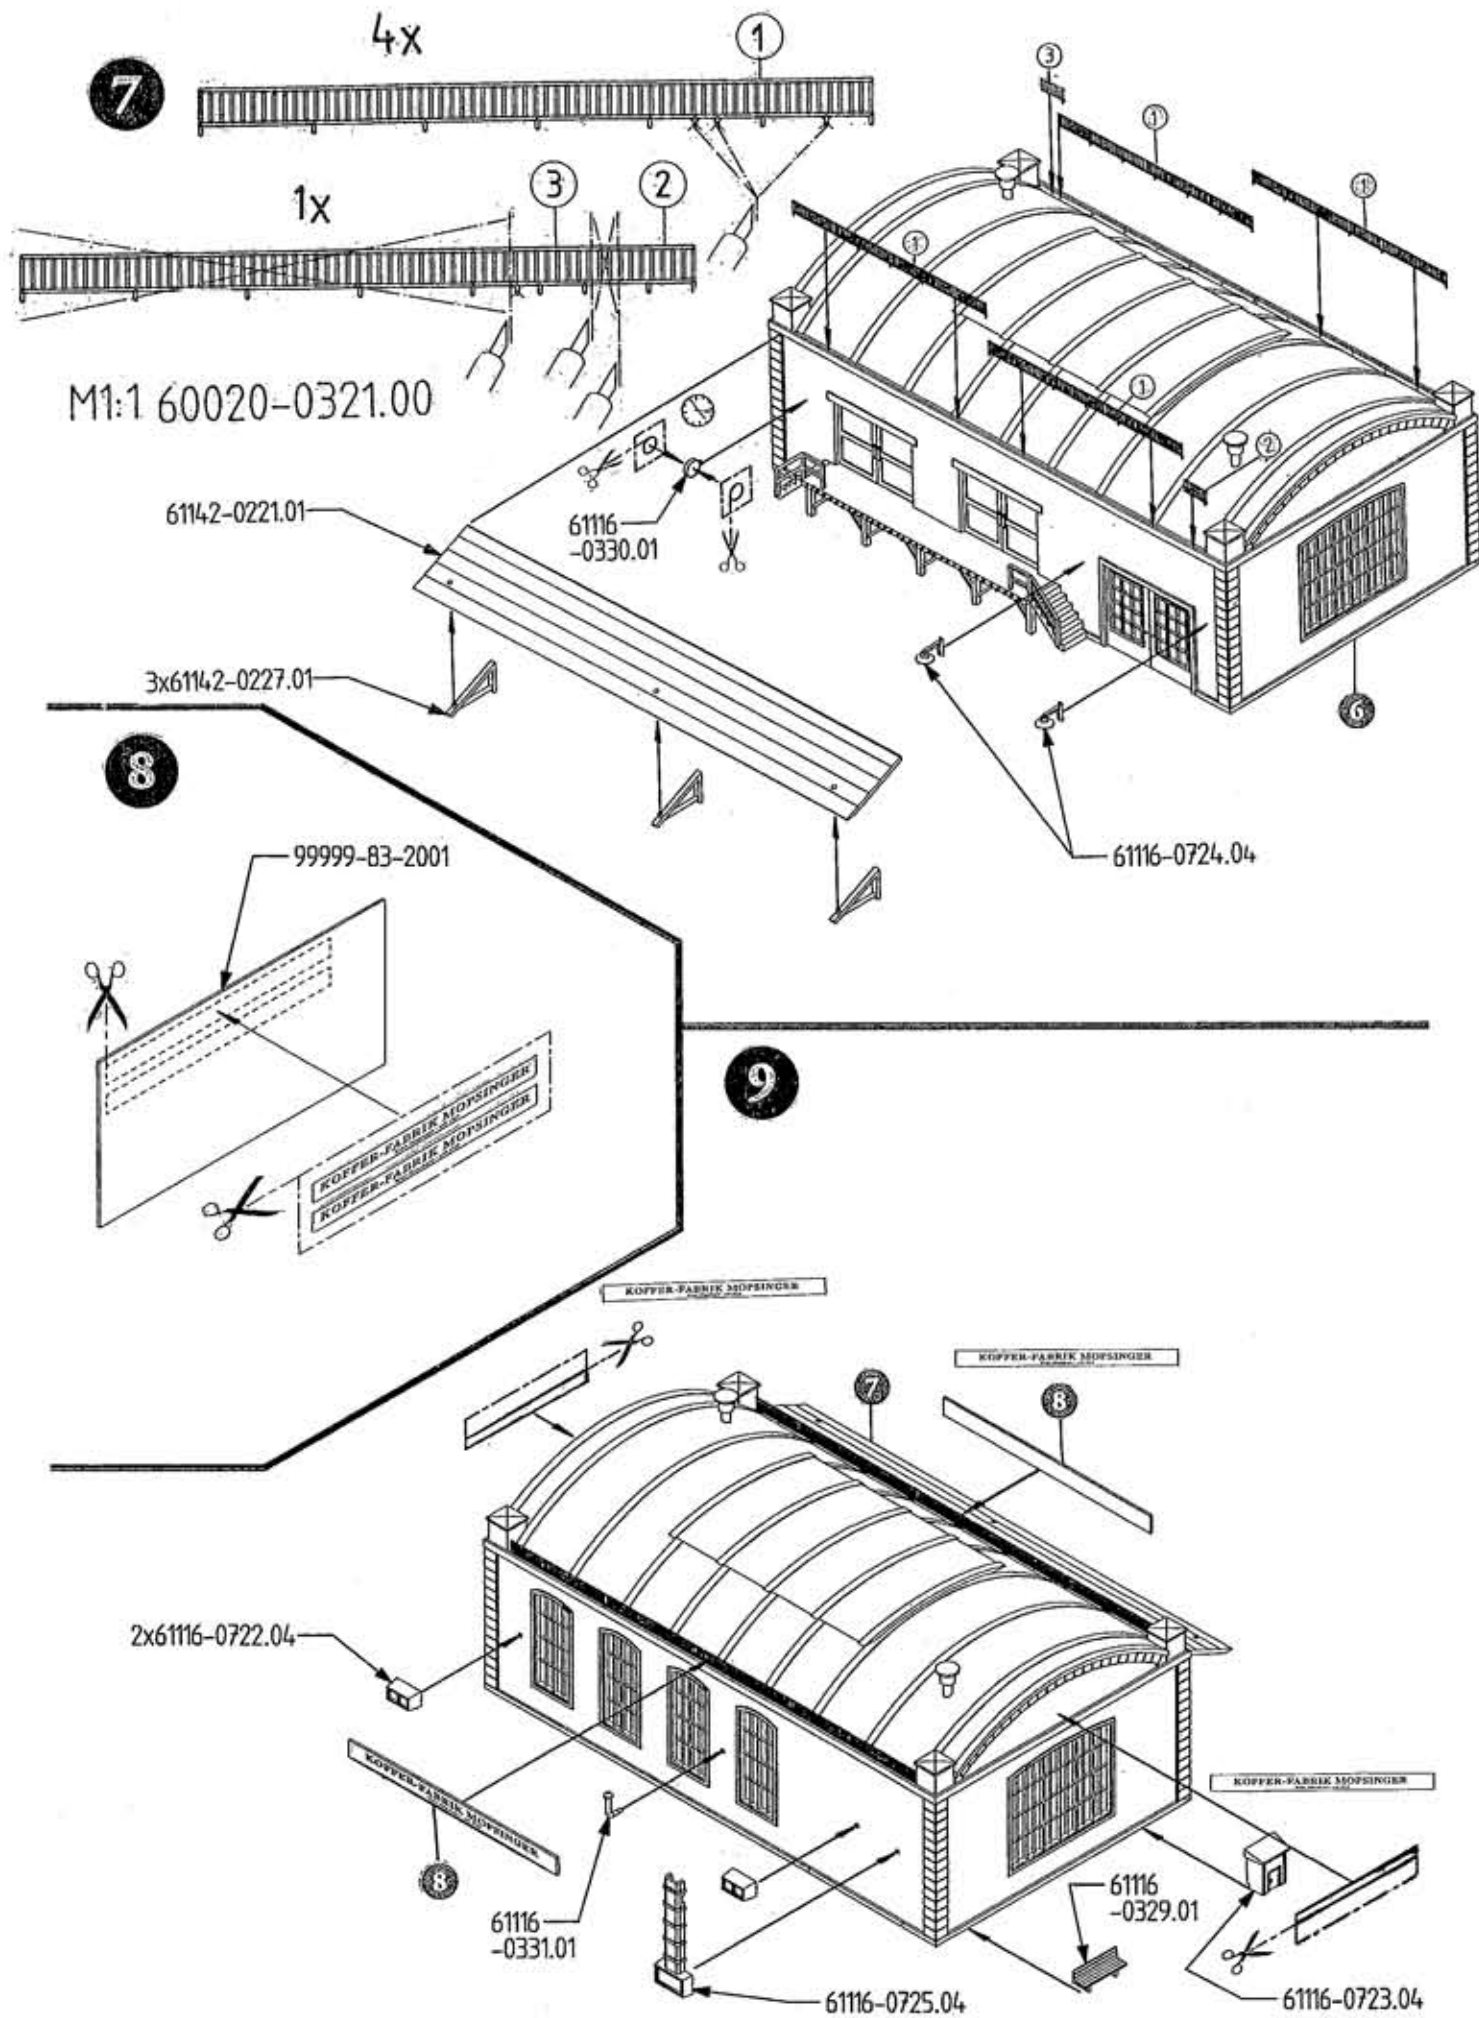 7
4x
1
3
1
1
1x
3
2
1
1
2
M1:1 60020-0321.00
61142-0221.01
61116
-0330.01
3x61142-0227.01
6
61116-0724.04
8
99999-83-2001
KOFFER-FABRIK MOPSINGER
KOFFER-FABRIK MOPSINGER
9
KOFFER-FABRIK MOPSINGER
KOFFER-FABRIK MOPSINGER
7
8
2x61116-0722.04
KOFFER-FABRIK MOPSINGER
KOFFER-FABRIK MOPSINGER
8
61116
-0331.01
61116
-0329.01
61116-0725.04
61116-0723.04